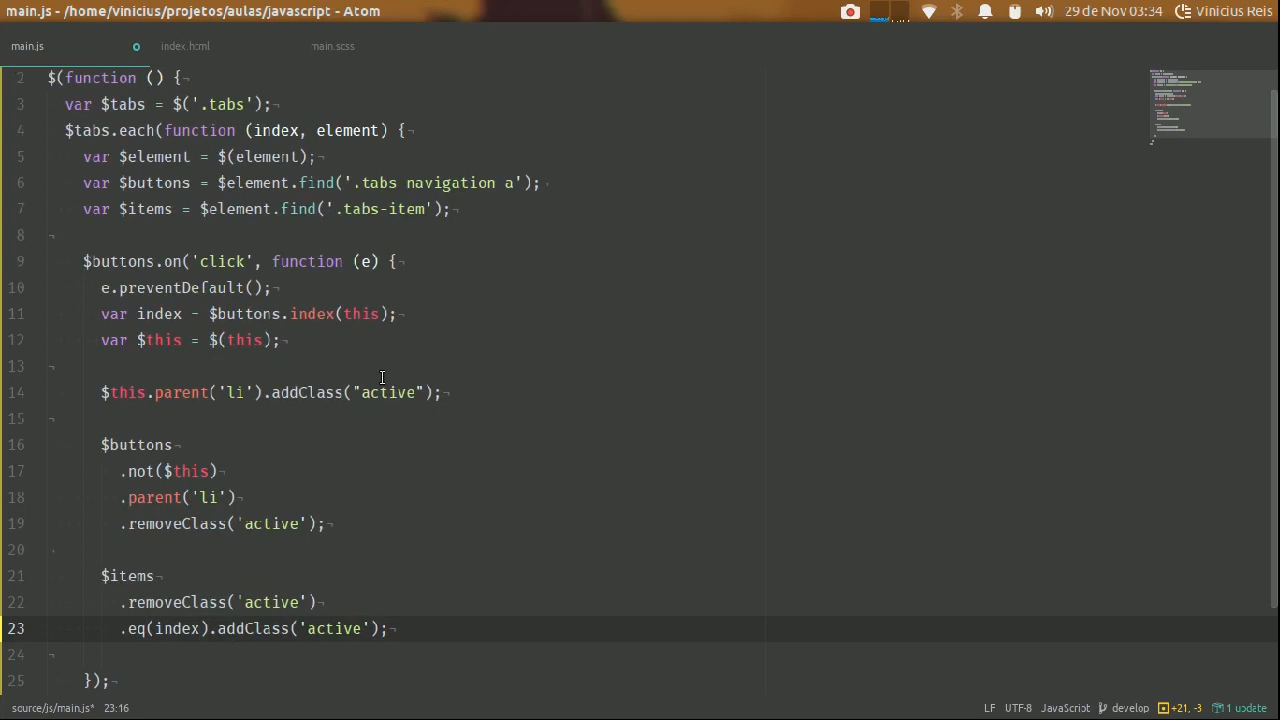 main.js - /home/vinicius/projetos/aulas/javascript - Atom
29 de Nov 03:34 Vinicius Reis
main.js index.html main.scss
2 $(function () {¬
3 var $tabs = $('.tabs');¬
4 $tabs.each(function (index, element) {¬
5 var $element = $(element);¬
6 var $buttons = $element.find('.tabs navigation a');¬
7 var $items = $element.find('.tabs-item');¬
8 ¬
9 $buttons.on('click', function (e) {¬
10 e.preventDefault();¬
11 var index = $buttons.index(this);¬
12 var $this = $(this);¬
13 ¬
14 $this.parent('li').addClass("active");¬
15 ¬
16 $buttons¬
17 .not($this)¬
18 .parent('li')¬
19 .removeClass('active');¬
20 ¬
21 $items¬
22 .removeClass('active')¬
23 .eq(index).addClass('active');¬
24 ¬
25 });¬
source/js/main.js* 23:16 LF UTF-8 JavaScript develop +21, -3 1 update